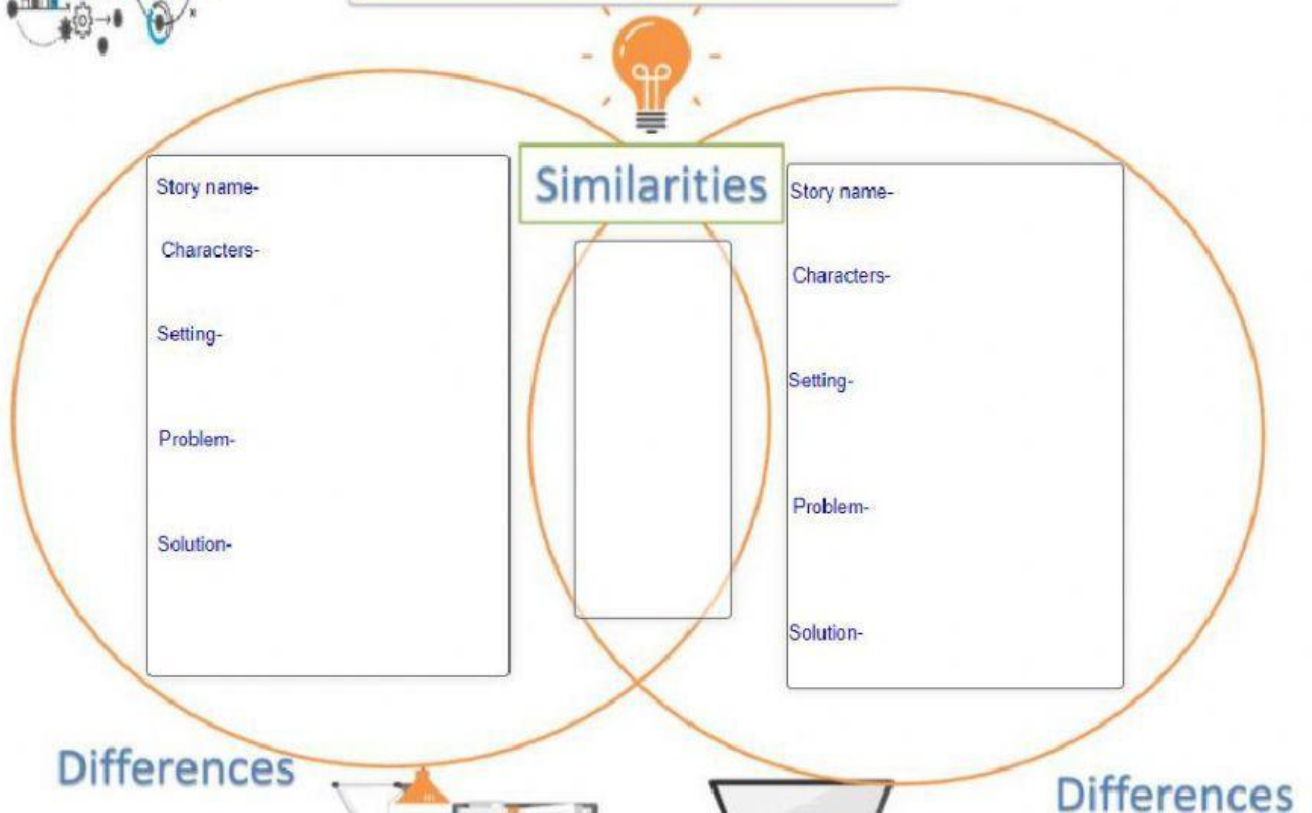 Similarities
Story name-
Characters-
Setting-
Problem-
Solution-
Story name-
Characters-
Setting-
Problem-
Solution-
Differences
Differences